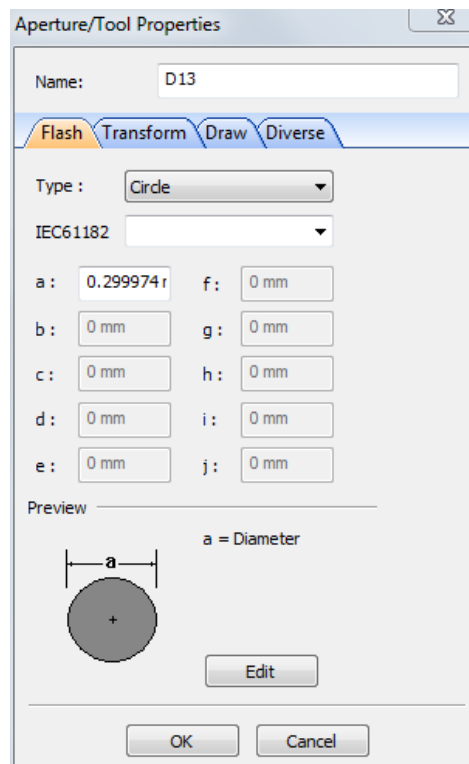 Aperture/Tool Properties
Name: D13
Flash Transform Draw Diverse
Type : Circle
IEC61182
a : 0.299974 f : 0 mm
b : 0 mm g : 0 mm
c : 0 mm h : 0 mm
d : 0 mm i : 0 mm
e : 0 mm j : 0 mm
Preview
a = Diameter
a
Edit
OK Cancel